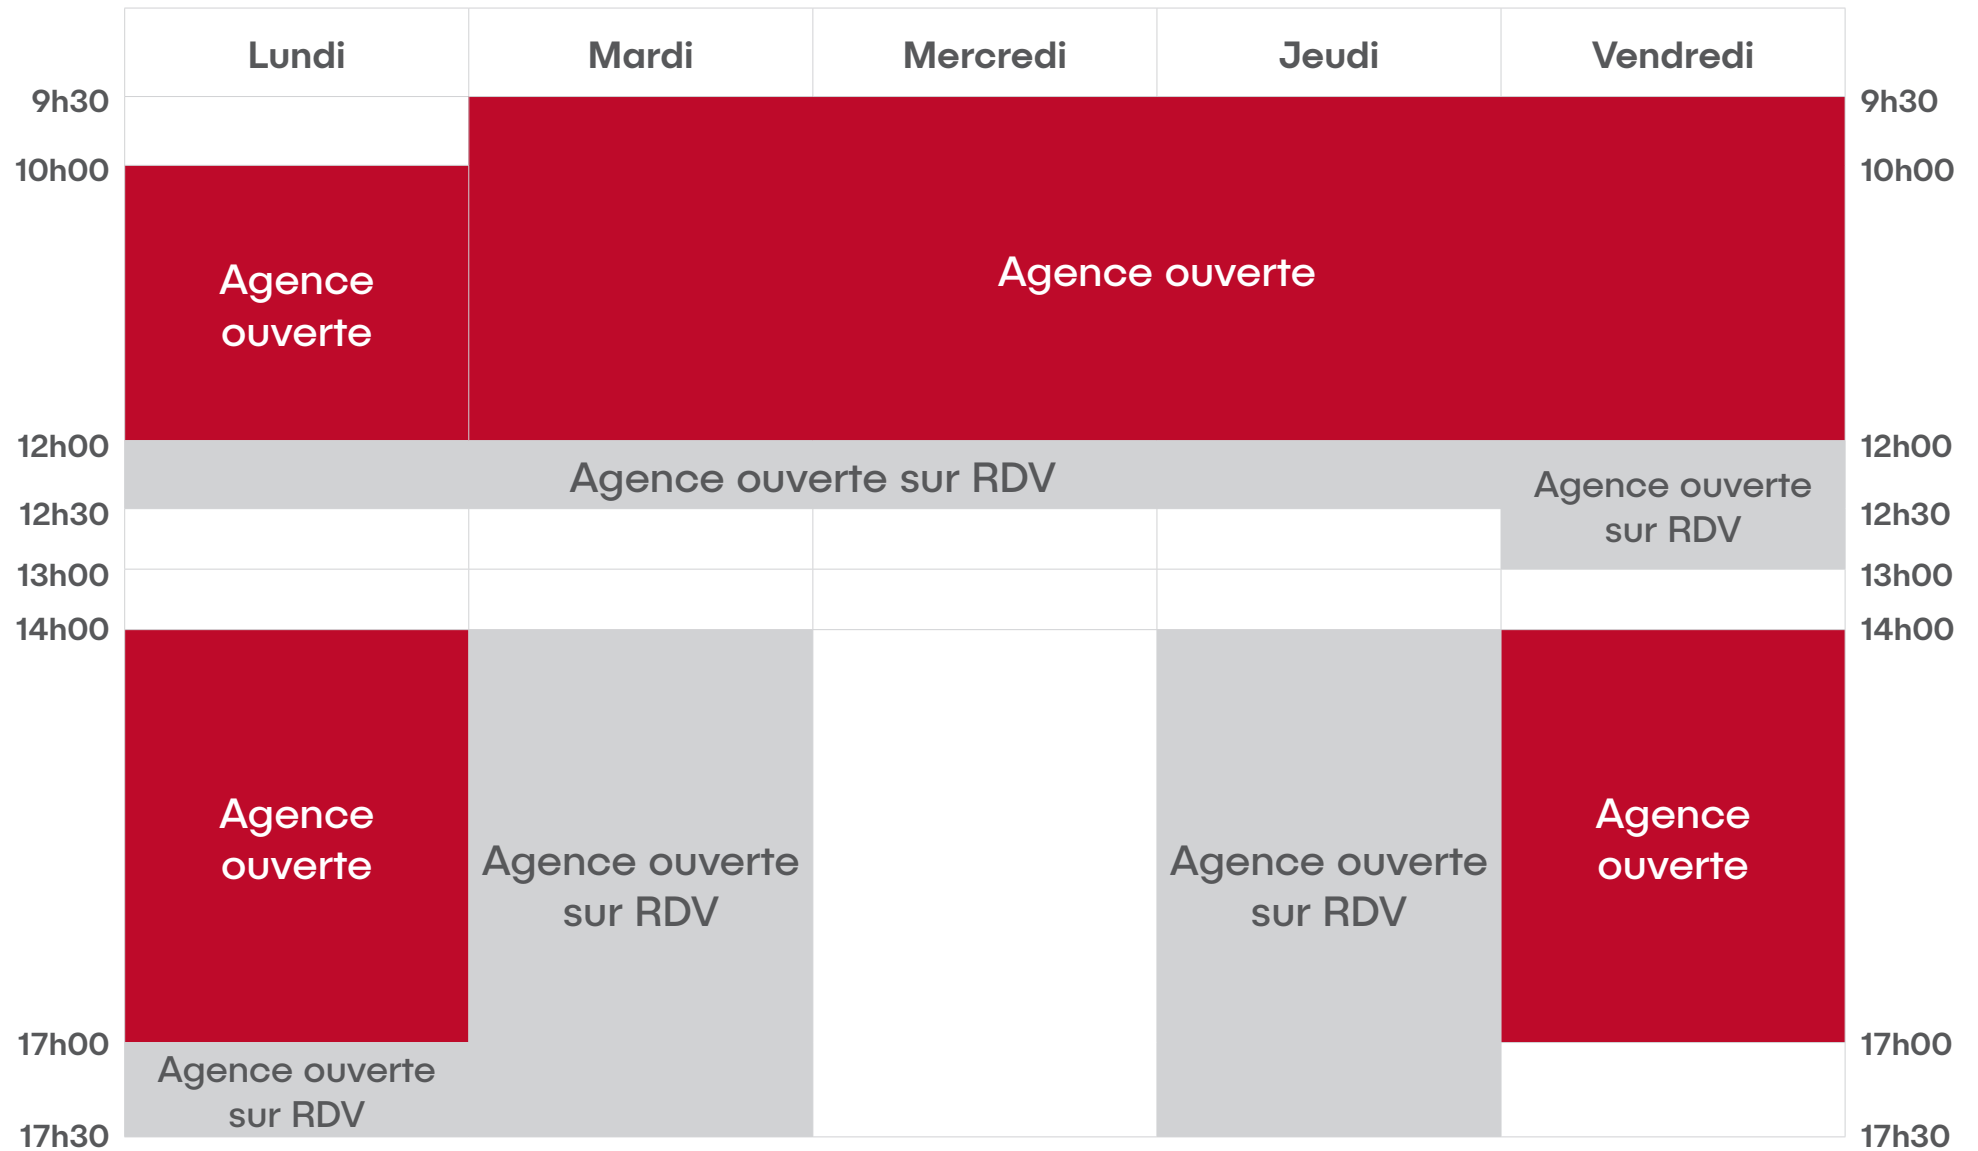 Lundi Mardi Mercredi Jeudi Vendredi
9h30 9h30
10h00 10h00
Agence
ouverte
Agence ouverte
12h00 12h00
Agence ouverte sur RDV
Agence ouverte
sur RDV
12h30 12h30
13h00 13h00
14h00 14h00
Agence
ouverte
Agence ouverte
sur RDV
Agence ouverte
sur RDV
Agence
ouverte
17h00 17h00
Agence ouverte
sur RDV
17h30 17h30